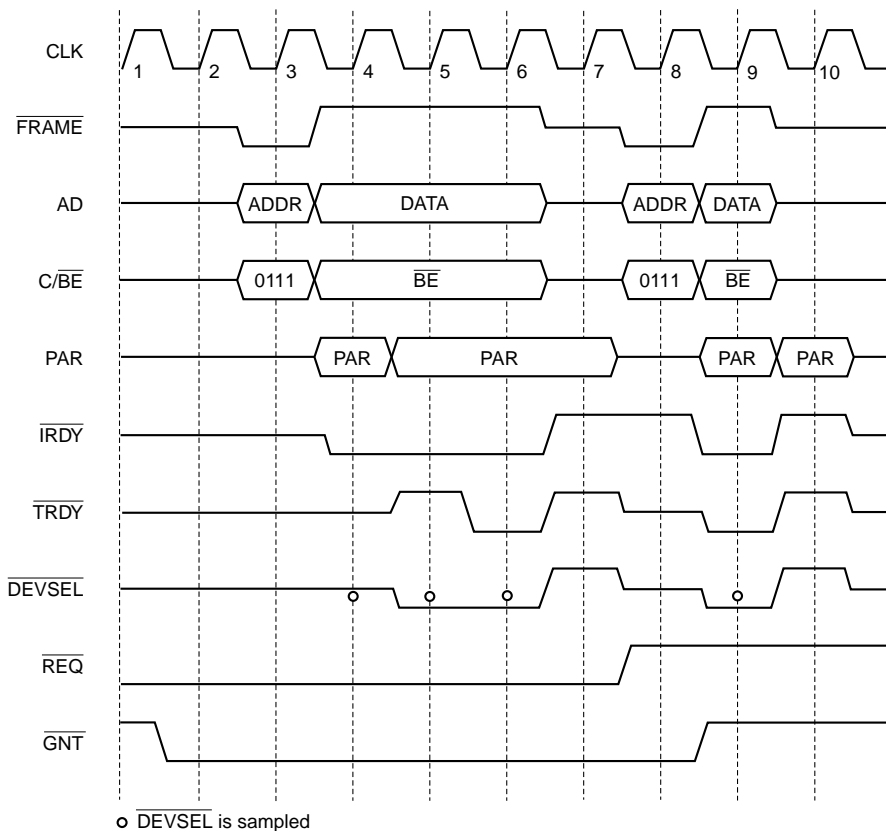 CLK
1 2 3 4 5 6 7 8 9 10
FRAME
AD ADDR DATA ADDR DATA
C/BE 0111 BE 0111 BE
PAR PAR PAR PAR PAR
IRDY
TRDY
DEVSEL
REQ
GNT
DEVSEL is sampled